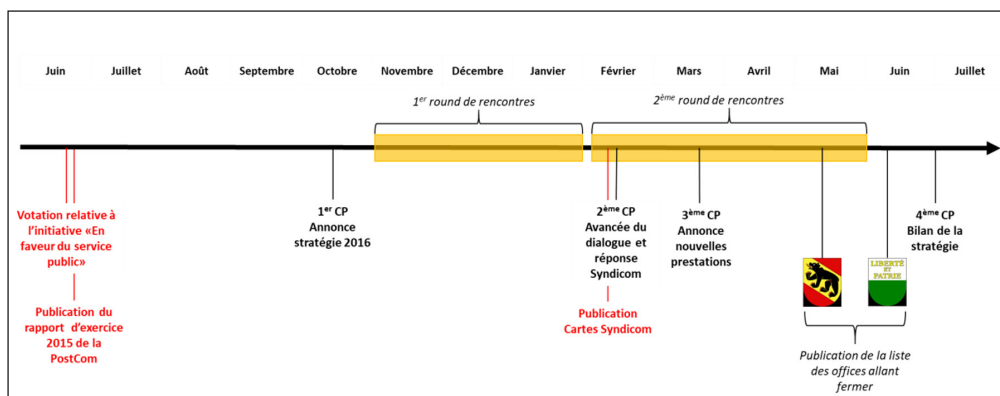 Juin Juillet Août Septembre Octobre Novembre Décembre Janvier Février Mars Avril Mai Juin Juillet
1er round de rencontres
2ème round de rencontres
Votation relative à
l'initiative «En
faveur du service
public»
Publication du
rapport d'exercice
2015 de la
PostCom
1er CP
Annonce
stratégie 2016
2ème CP
Avancée du
dialogue et
réponse
Syndicom
Publication
Cartes Syndicom
3ème CP
Annonce
nouvelles
prestations
4ème CP
Bilan de la
stratégie
LIBERTÉ
ET
PATRIE
Publication de la liste
des offices allant
fermer